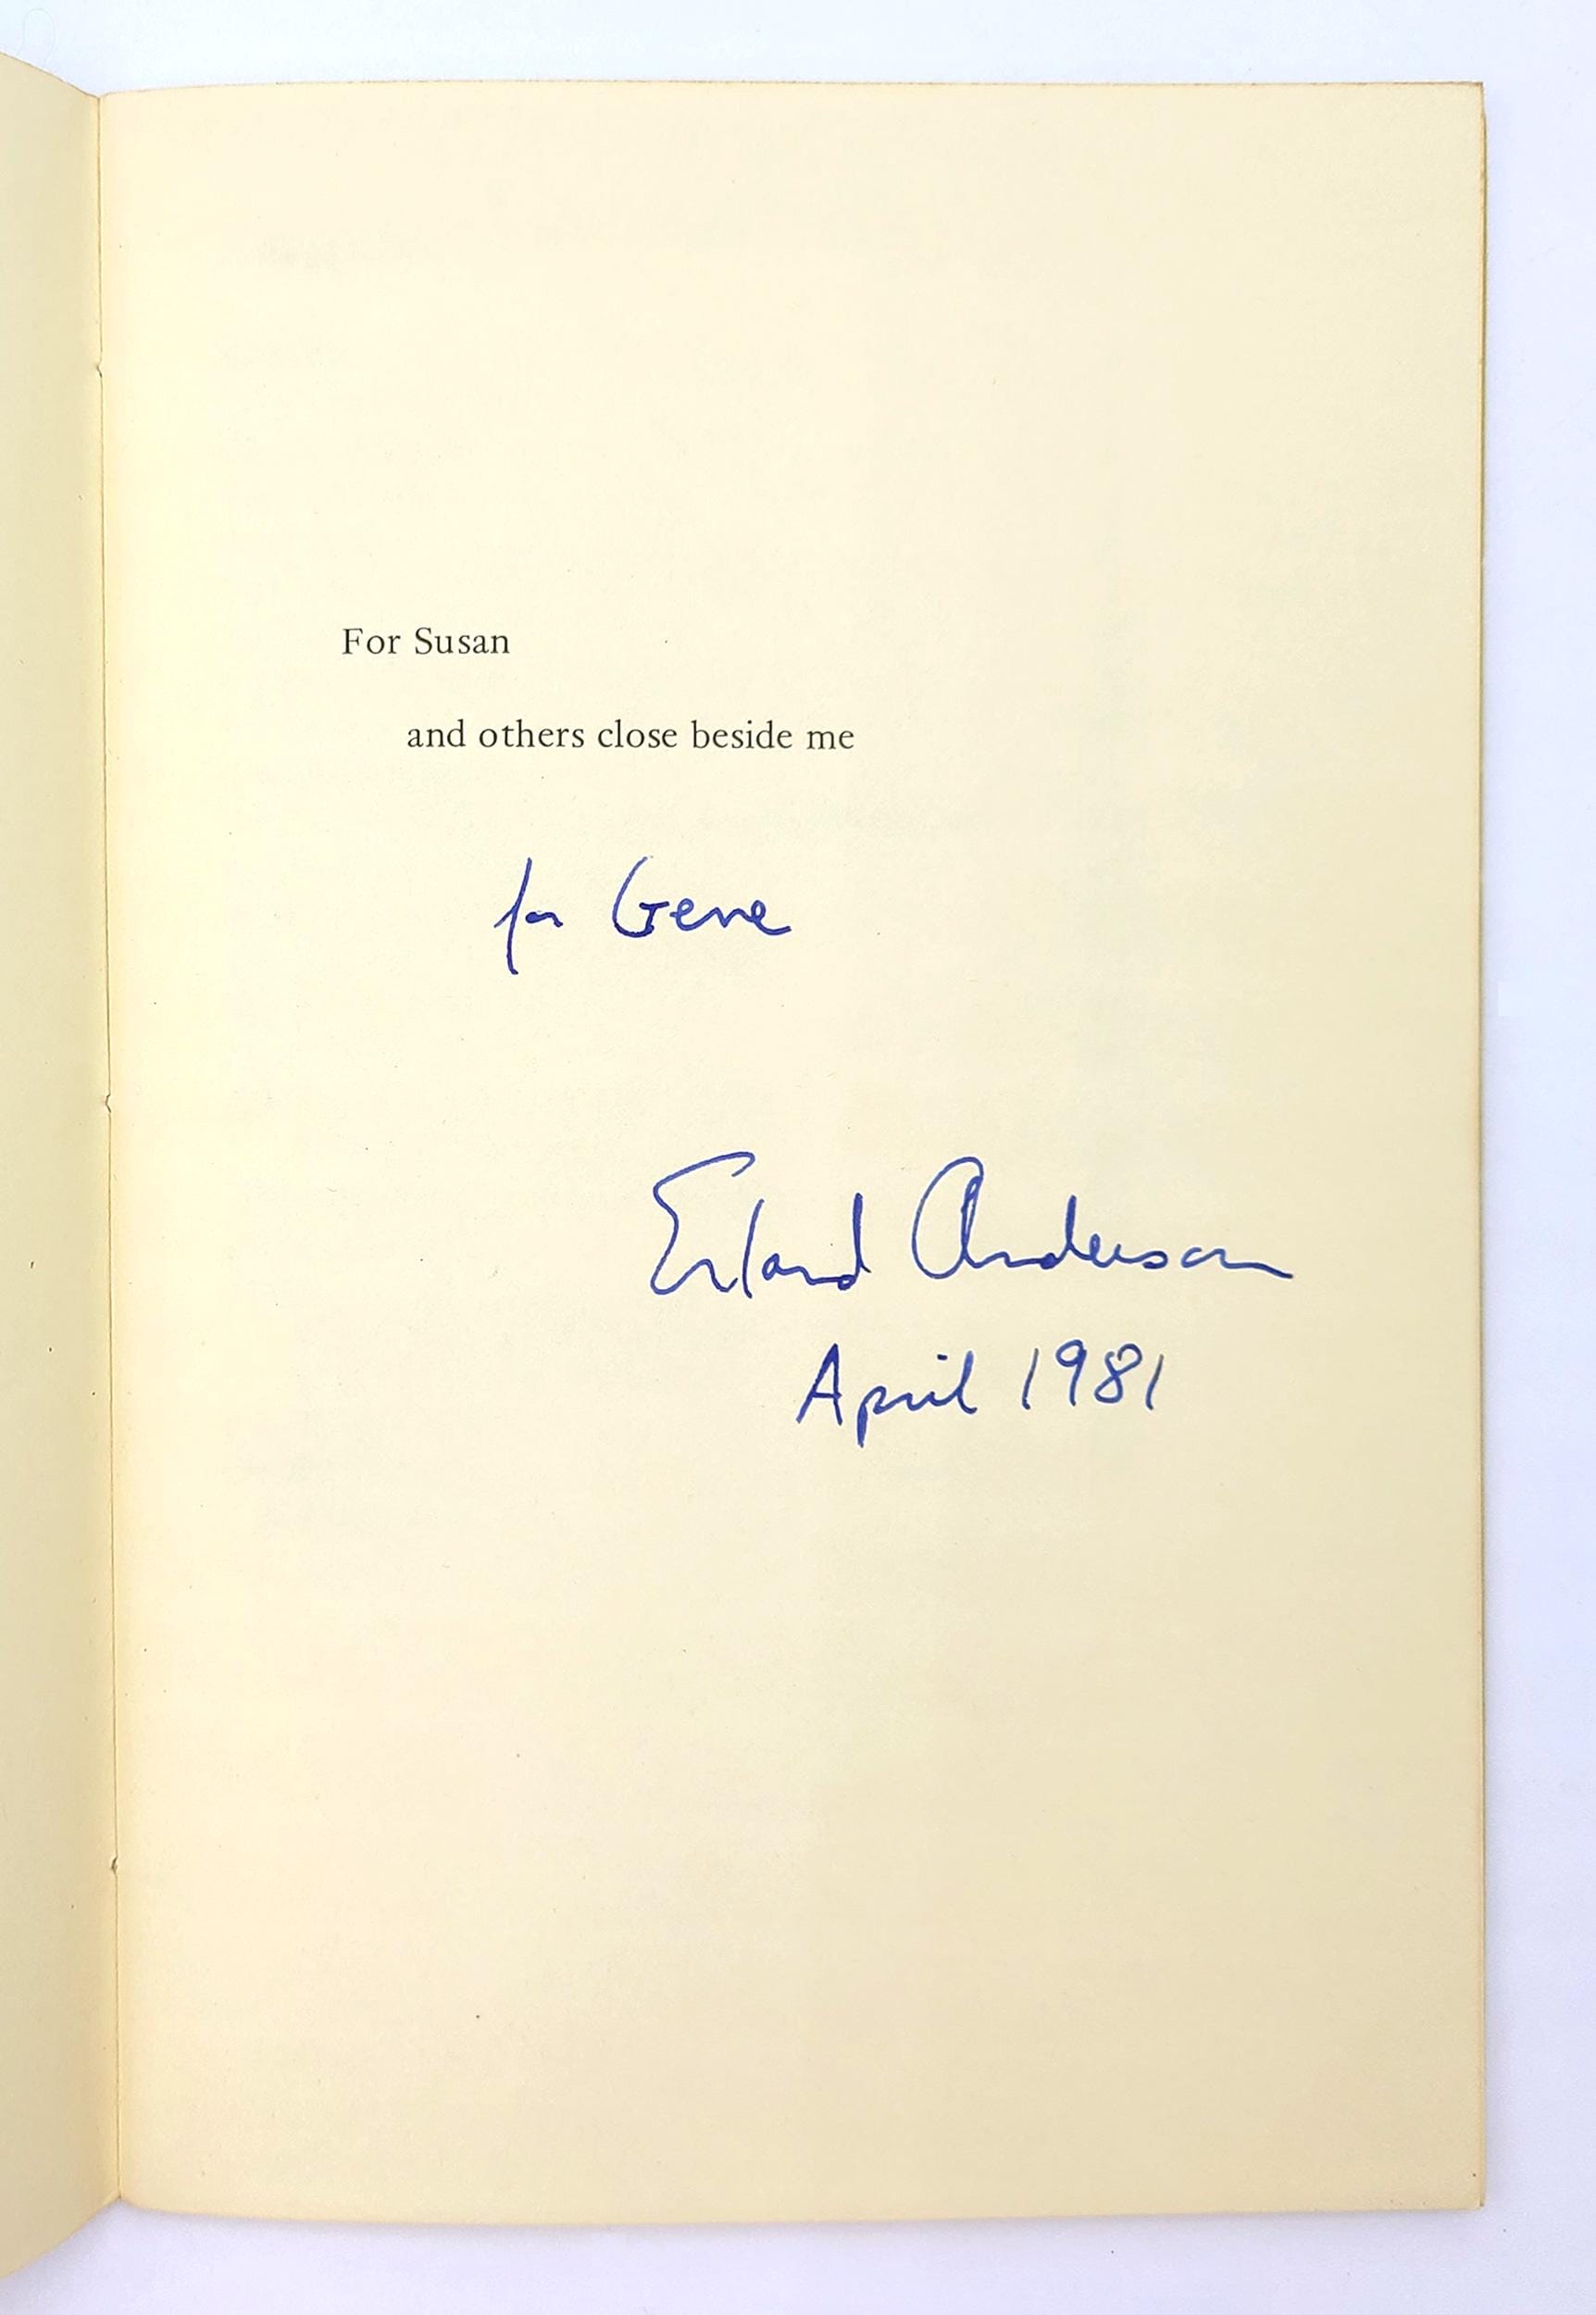 For Susan
and others close beside me
for Gene
Erland Anderson
April 1981